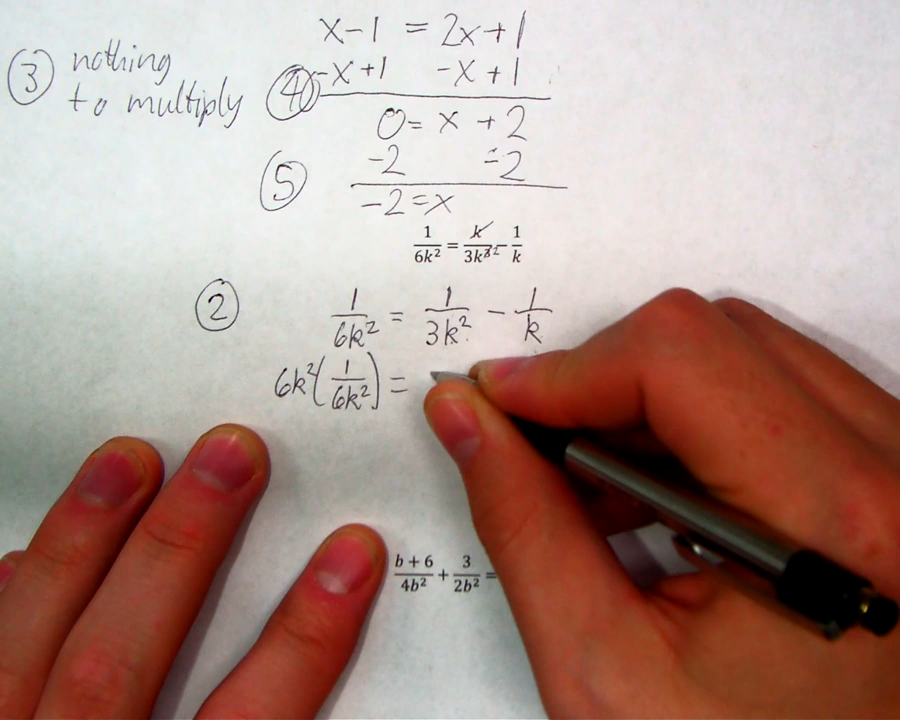 x-1 = 2x+1
③ nothing to multiply
④ -x+1 -x+1
0= x +2
-2 -2
⑤
-2=x
1/6k² = k/3k³² - 1/k
② 1/6k² = 1/3k² - 1/k
6k²(1/6k²) =
b+6/4b² + 3/2b² =